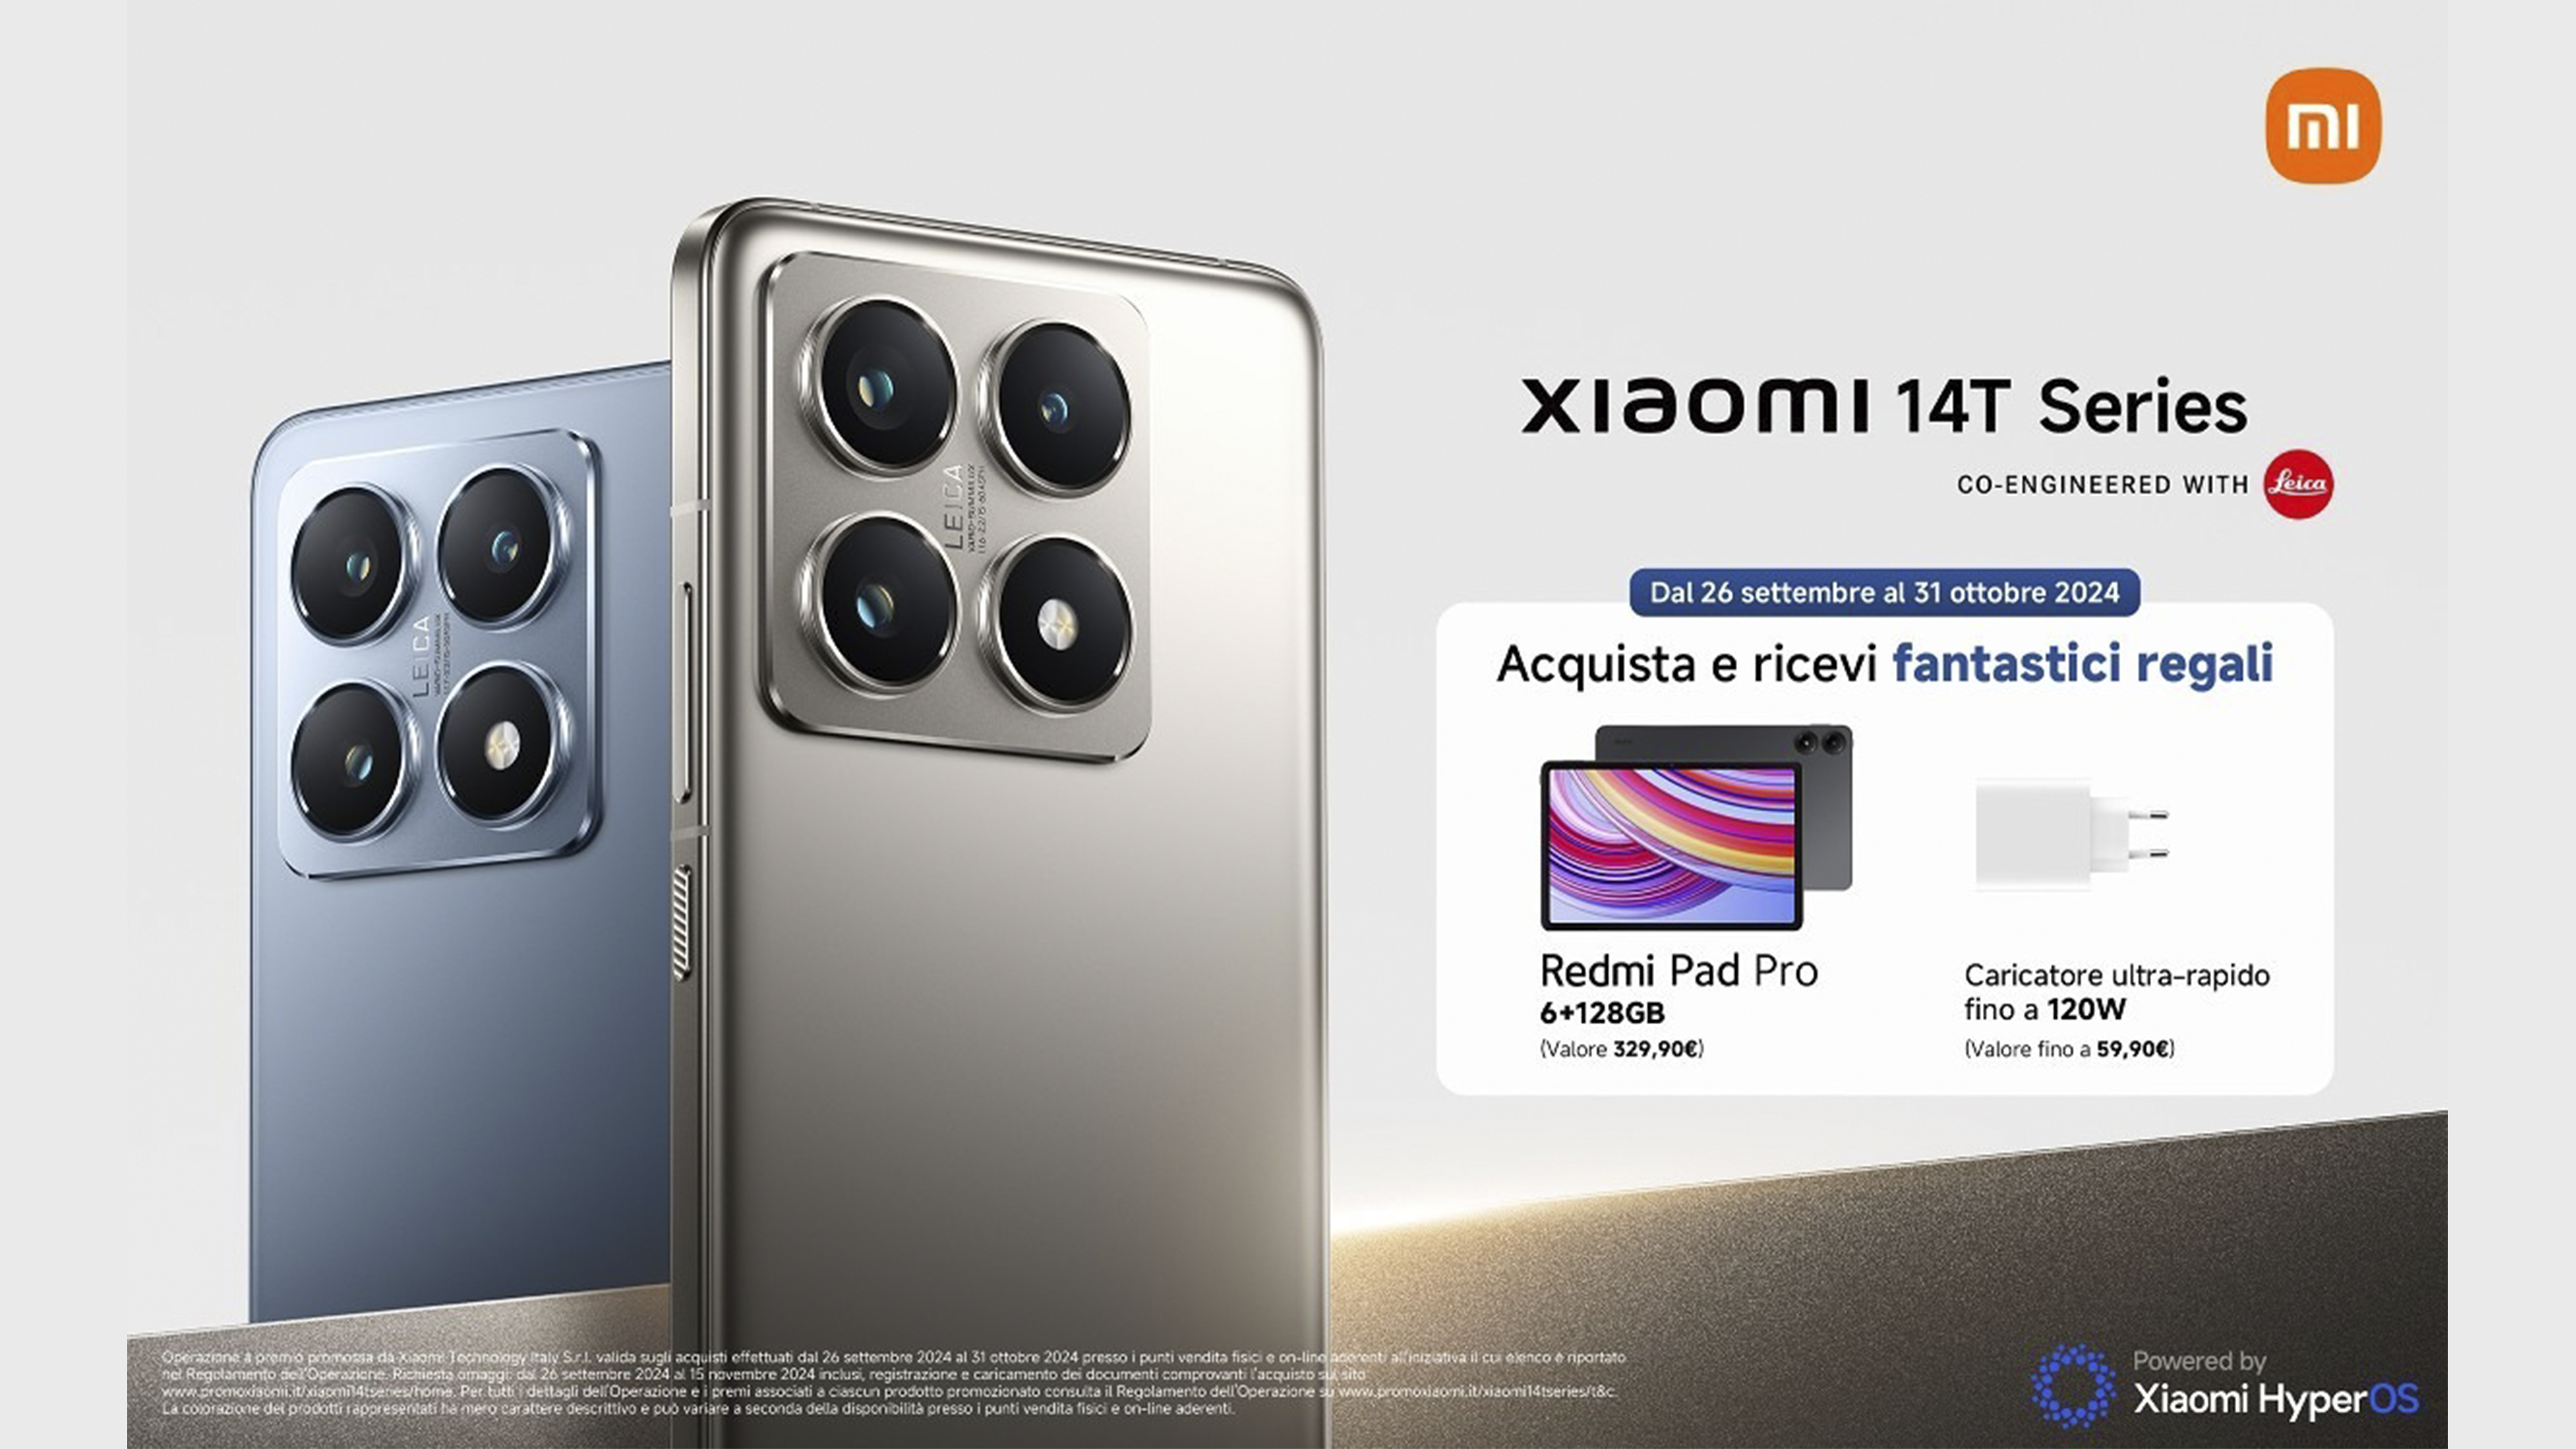 mi
xiaomi 14T Series
CO-ENGINEERED WITH Leica
Dal 26 settembre al 31 ottobre 2024
Acquista e ricevi fantastici regali
Redmi Pad Pro
6+128GB
(Valore 329,90€)
Caricatore ultra-rapido
fino a 120W
(Valore fino a 59,90€)
LEICA
LEICA
Operazione a premio promossa da Xiaomi Technology Italy S.r.l. valida sugli acquisti effettuati dal 26 settembre 2024 al 31 ottobre 2024 presso i punti vendita fisici e on-line aderenti all'iniziativa il cui elenco è riportato
nel Regolamento dell'Operazione. Richiesta omaggi: dal 26 settembre 2024 al 15 novembre 2024 inclusi, registrazione e caricamento dei documenti comprovanti l'acquisto sul sito
www.promoxiaomi.it/xiaomi14tseries/home. Per tutti i dettagli dell'Operazione e i premi associati a ciascun prodotto promozionato consulta il Regolamento dell'Operazione su www.promoxiaomi.it/xiaomi14tseries/t&c.
La colorazione dei prodotti rappresentati ha mero carattere descrittivo e può variare a seconda della disponibilità presso i punti vendita fisici e on-line aderenti.
Powered by
Xiaomi HyperOS